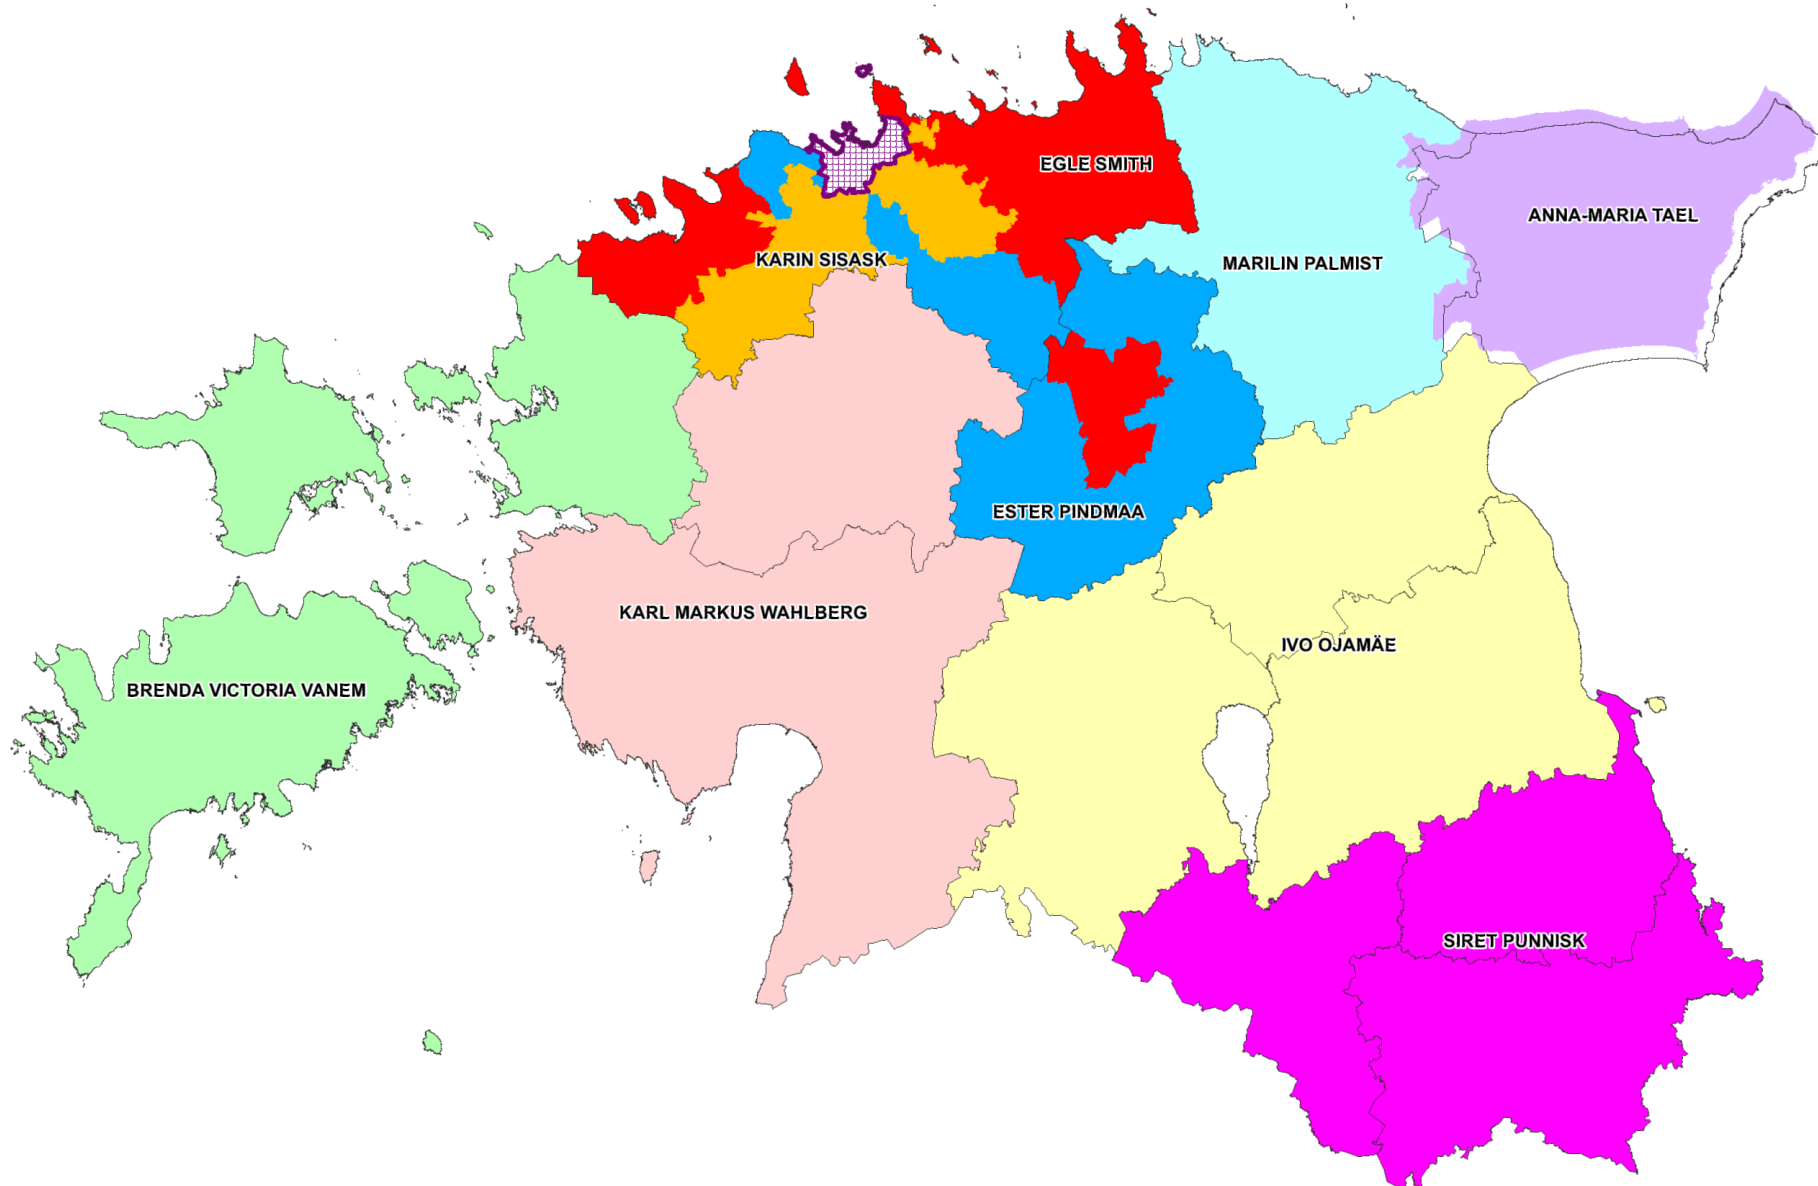 EGLE SMITH
ANNA-MARIA TAEL
KARIN SISASK
MARILIN PALMIST
ESTER PINDMAA
KARL MARKUS WAHLBERG
IVO OJAMÄE
BRENDA VICTORIA VANEM
SIRET PUNNISK